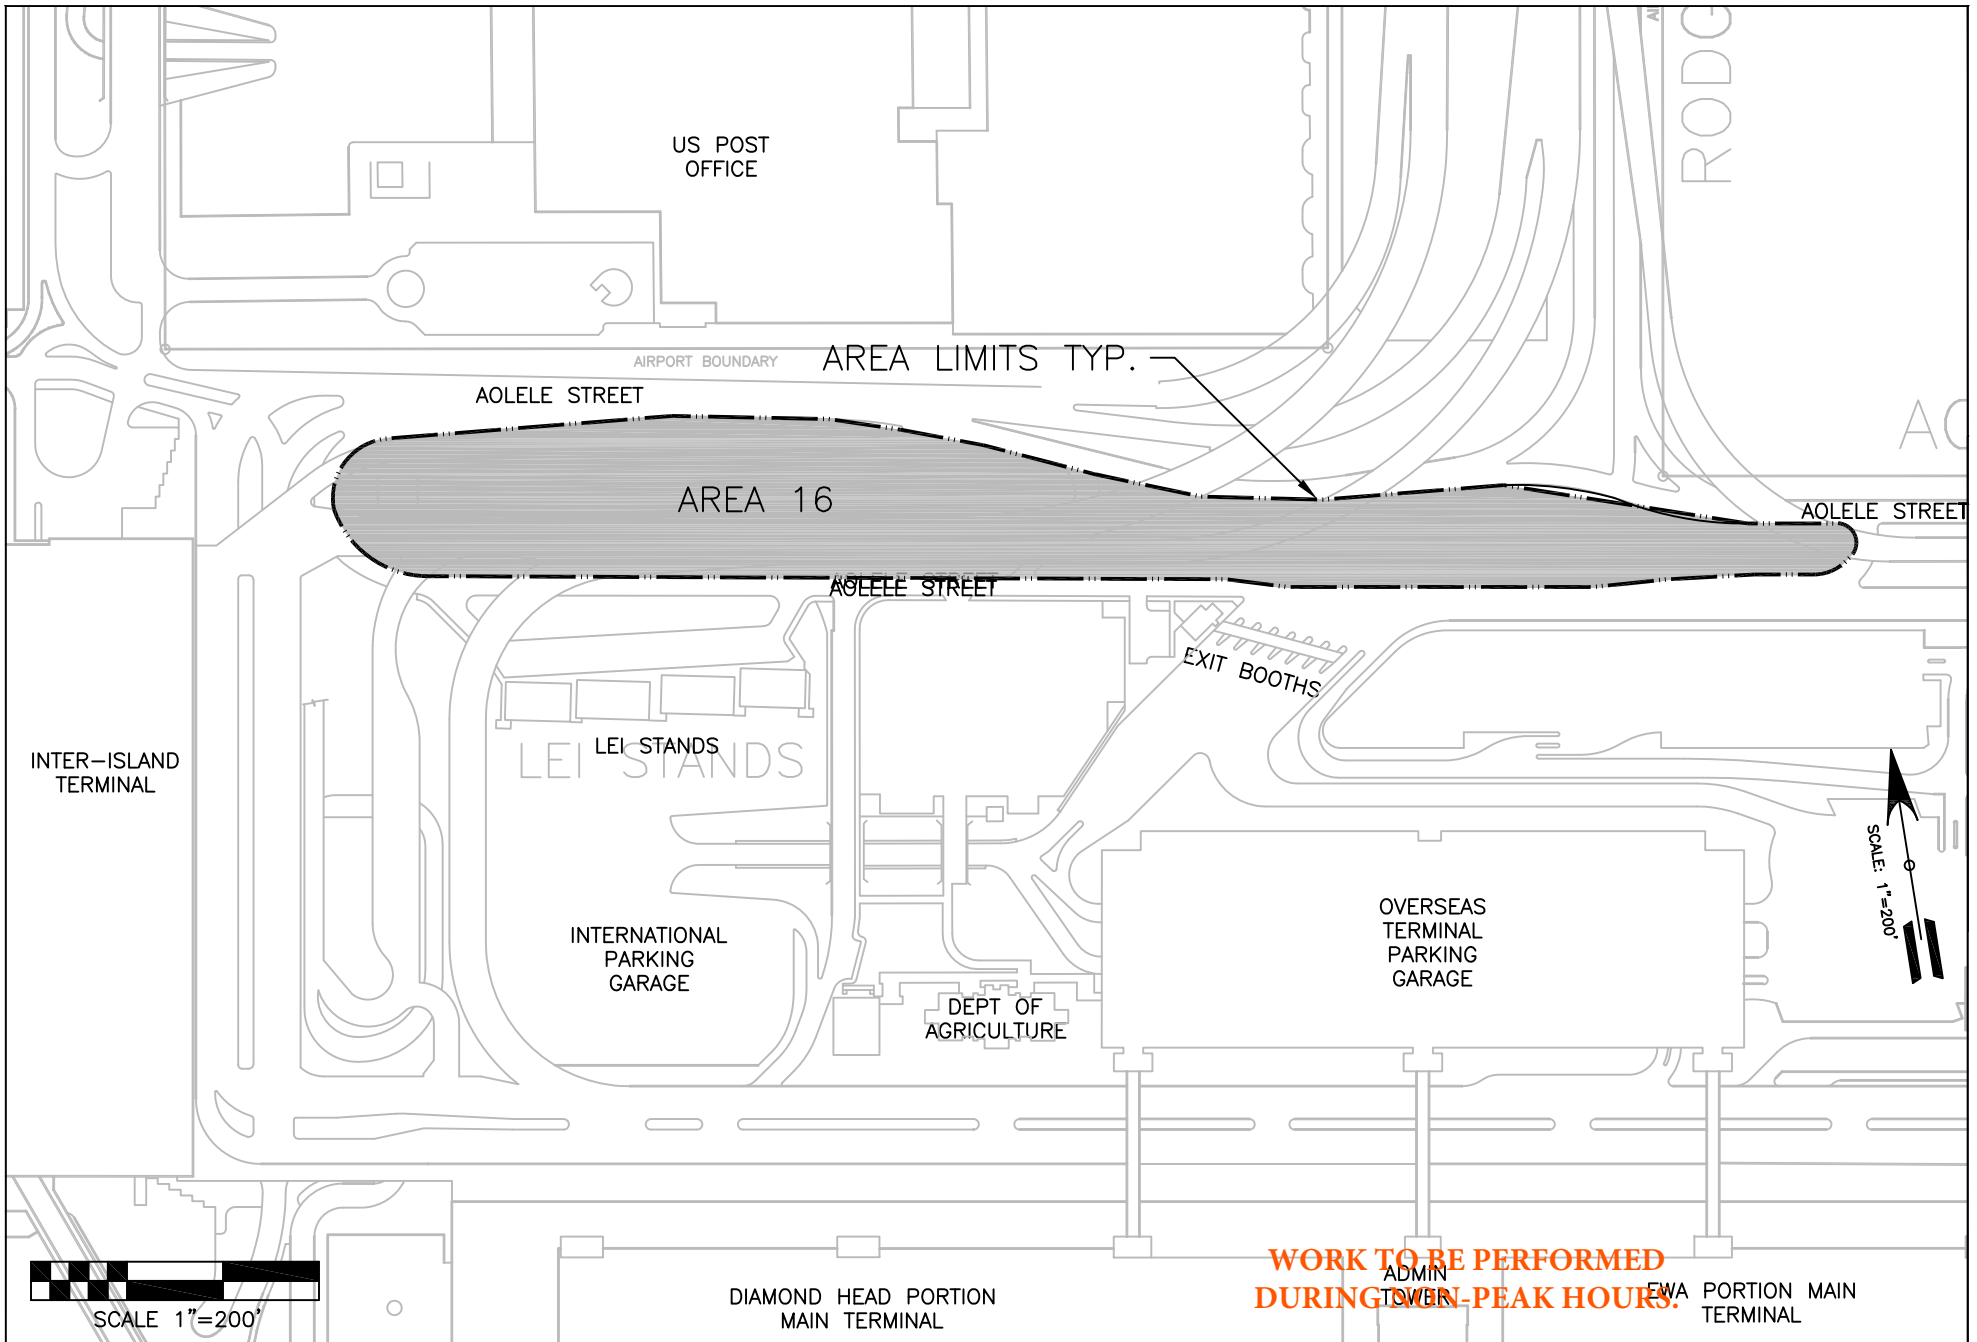 RODG
US POST
OFFICE
AIRPORT BOUNDARY
AREA LIMITS TYP.
AOLELE STREET
AREA 16
AOLELE STREET
AOLELE STREET
AOLELE STREET
EXIT BOOTHS
LEI STANDS
LEI STANDS
INTER-ISLAND
TERMINAL
SCALE: 1"=200'
INTERNATIONAL
PARKING
GARAGE
OVERSEAS
TERMINAL
PARKING
GARAGE
DEPT OF
AGRICULTURE
WORK TO BE PERFORMED
DURING NON-PEAK HOURS.
ADMIN
TOWER
EWA PORTION MAIN
TERMINAL
DIAMOND HEAD PORTION
MAIN TERMINAL
SCALE 1"=200'